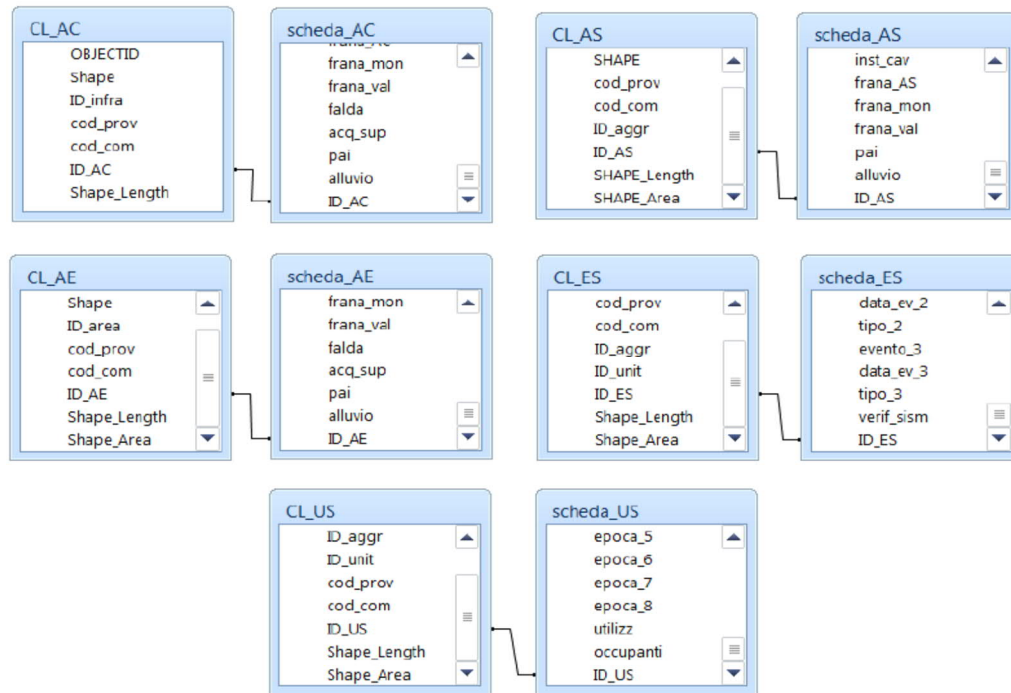 CL_AC
OBJECTID
Shape
ID_infra
cod_prov
cod_com
ID_AC
Shape_Length
scheda_AC
frana_AC
frana_mon
frana_val
falda
acq_sup
pai
alluvio
ID_AC
CL_AS
SHAPE
cod_prov
cod_com
ID_aggr
ID_AS
SHAPE_Length
SHAPE_Area
scheda_AS
inst_cav
frana_AS
frana_mon
frana_val
pai
alluvio
ID_AS
CL_AE
Shape
ID_area
cod_prov
cod_com
ID_AE
Shape_Length
Shape_Area
scheda_AE
frana_mon
frana_val
falda
acq_sup
pai
alluvio
ID_AE
CL_ES
cod_prov
cod_com
ID_aggr
ID_unit
ID_ES
Shape_Length
Shape_Area
scheda_ES
data_ev_2
tipo_2
evento_3
data_ev_3
tipo_3
verif_sism
ID_ES
CL_US
ID_aggr
ID_unit
cod_prov
cod_com
ID_US
Shape_Length
Shape_Area
scheda_US
epoca_5
epoca_6
epoca_7
epoca_8
utilizz
occupanti
ID_US